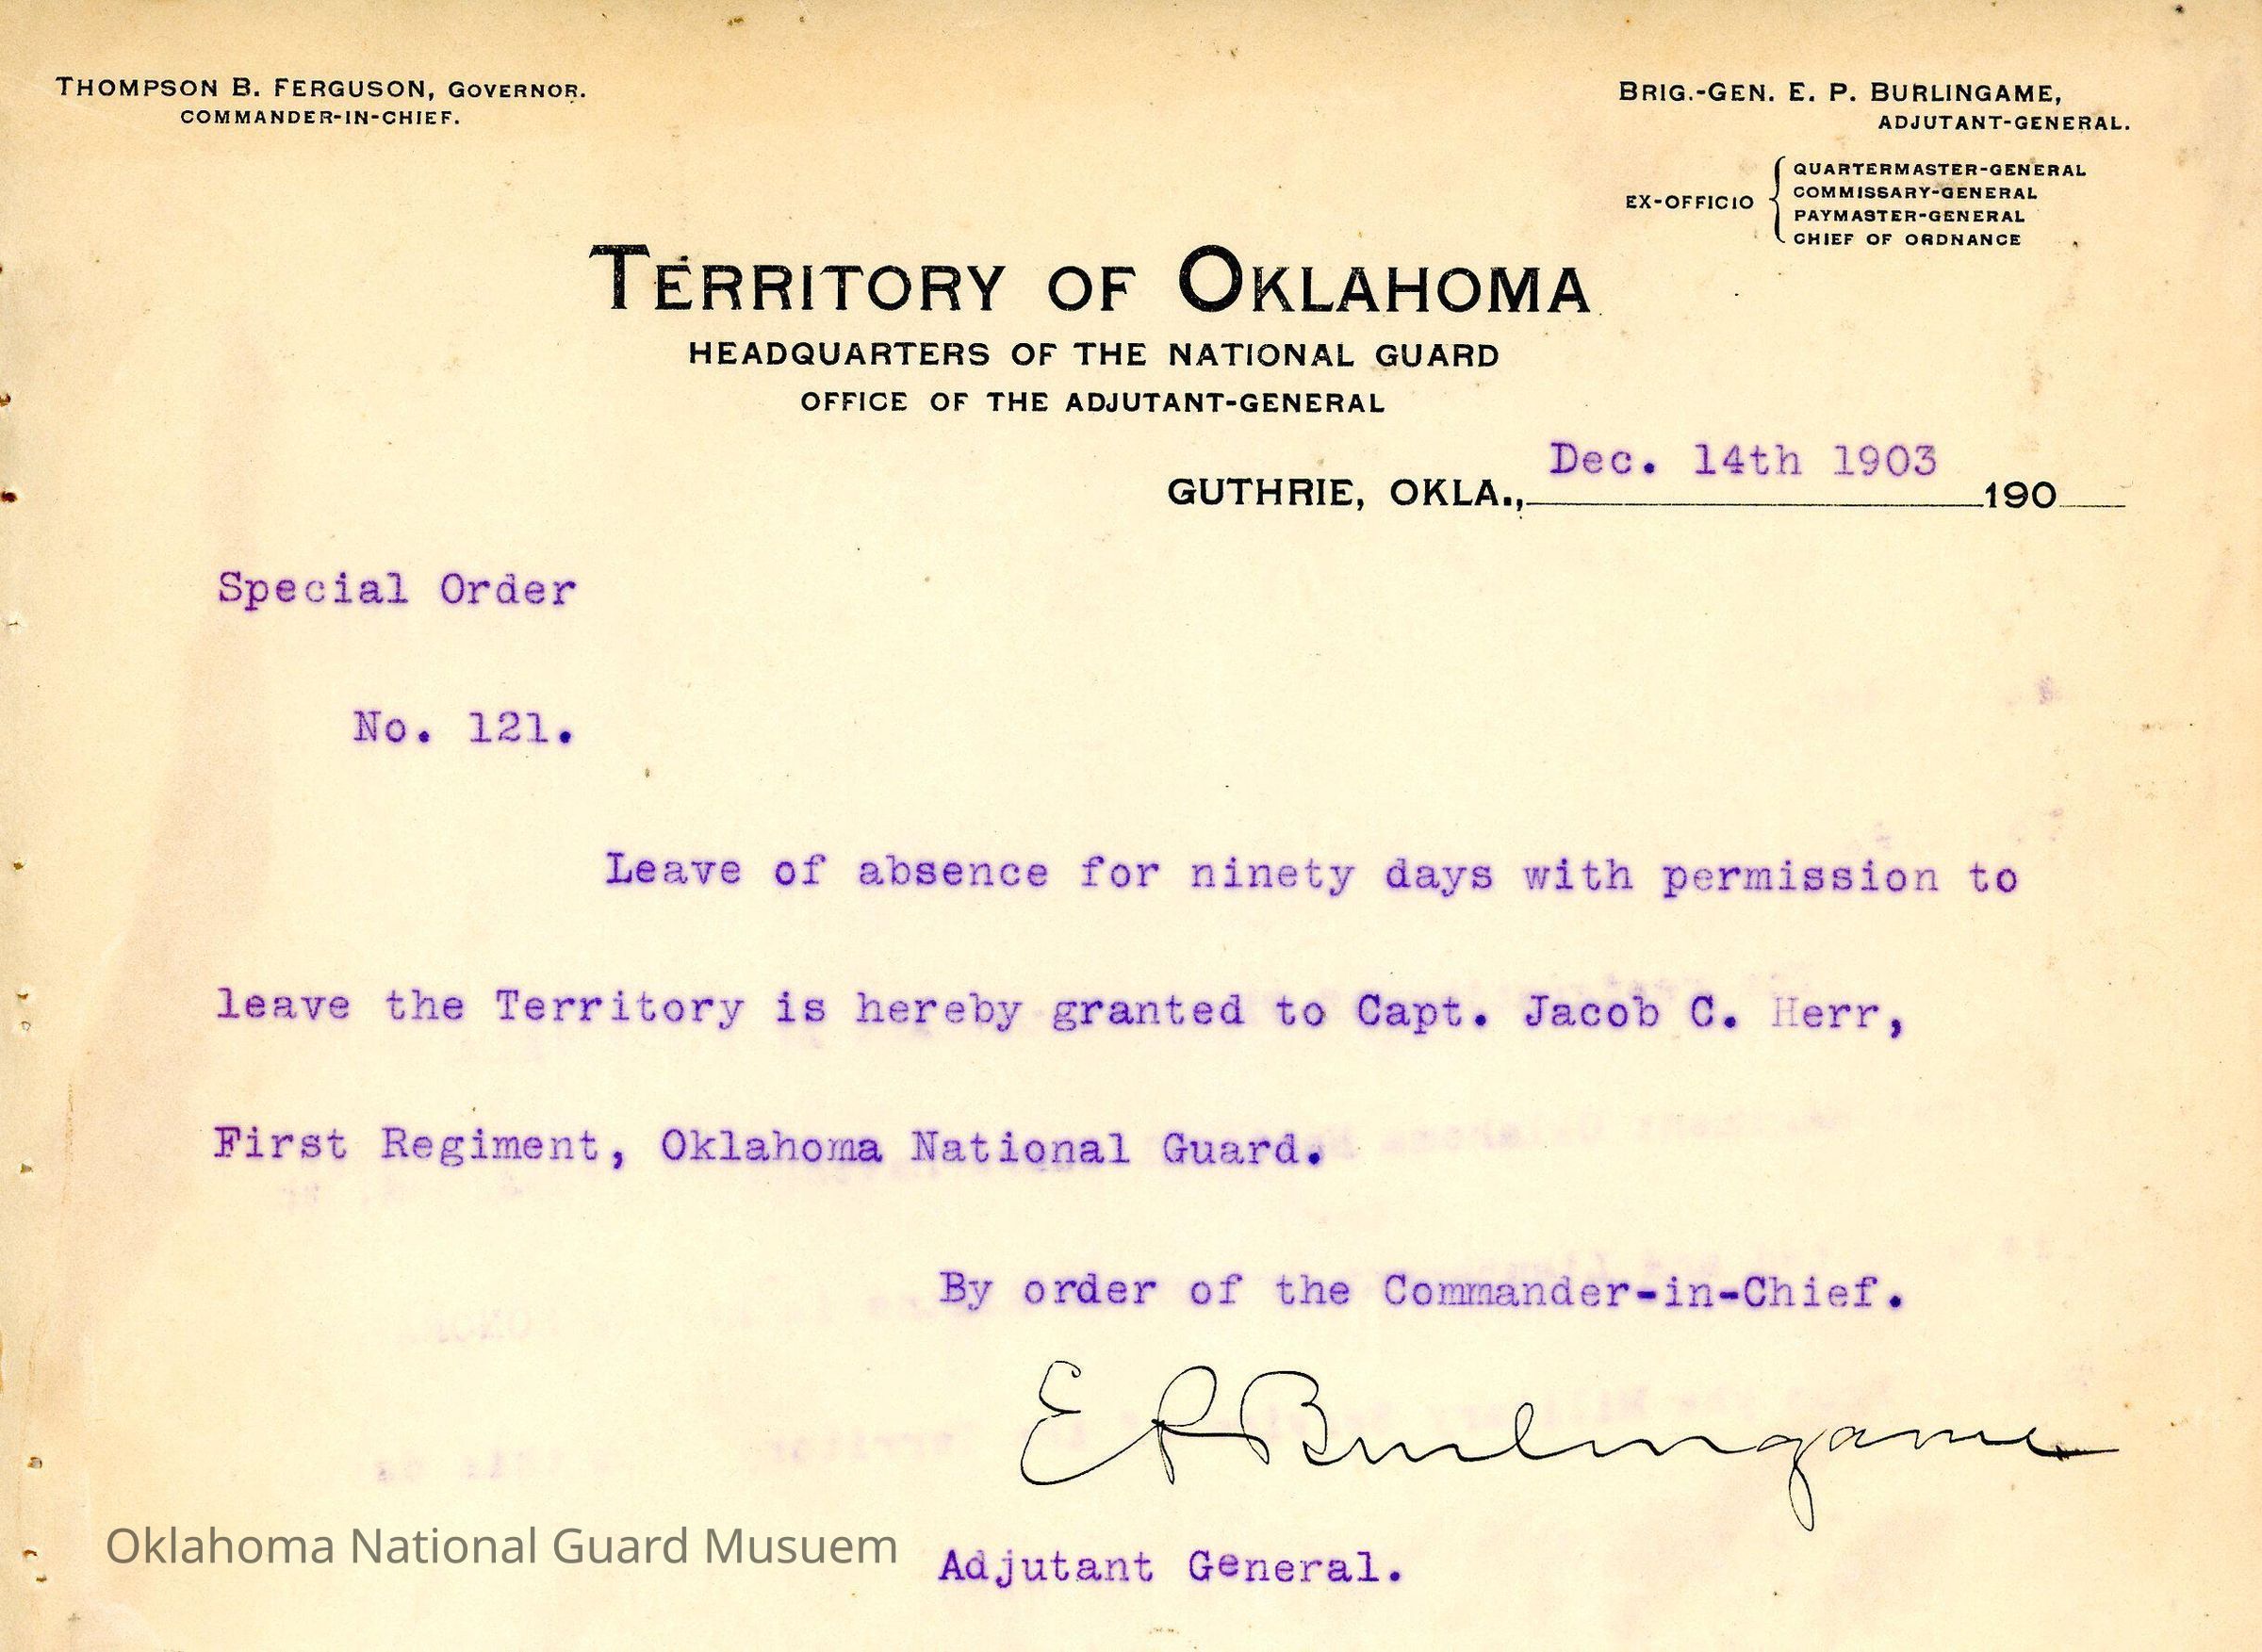 THOMPSON B. FERGUSON, GOVERNOR.
COMMANDER-IN-CHIEF.
BRIG.-GEN. E. P. BURLINGAME,
ADJUTANT-GENERAL.
EX-OFFICIO
QUARTERMASTER-GENERAL
COMMISSARY-GENERAL
PAYMASTER-GENERAL
CHIEF OF ORDNANCE
TERRITORY OF OKLAHOMA
HEADQUARTERS OF THE NATIONAL GUARD
OFFICE OF THE ADJUTANT-GENERAL
GUTHRIE, OKLA., Dec. 14th 1903 190
Special Order
No. 121.
Leave of absence for ninety days with permission to
leave the Territory is hereby granted to Capt. Jacob C. Herr,
First Regiment, Oklahoma National Guard.
By order of the Commander-in-Chief.
E P Burlingame
Adjutant General.
Oklahoma National Guard Musuem